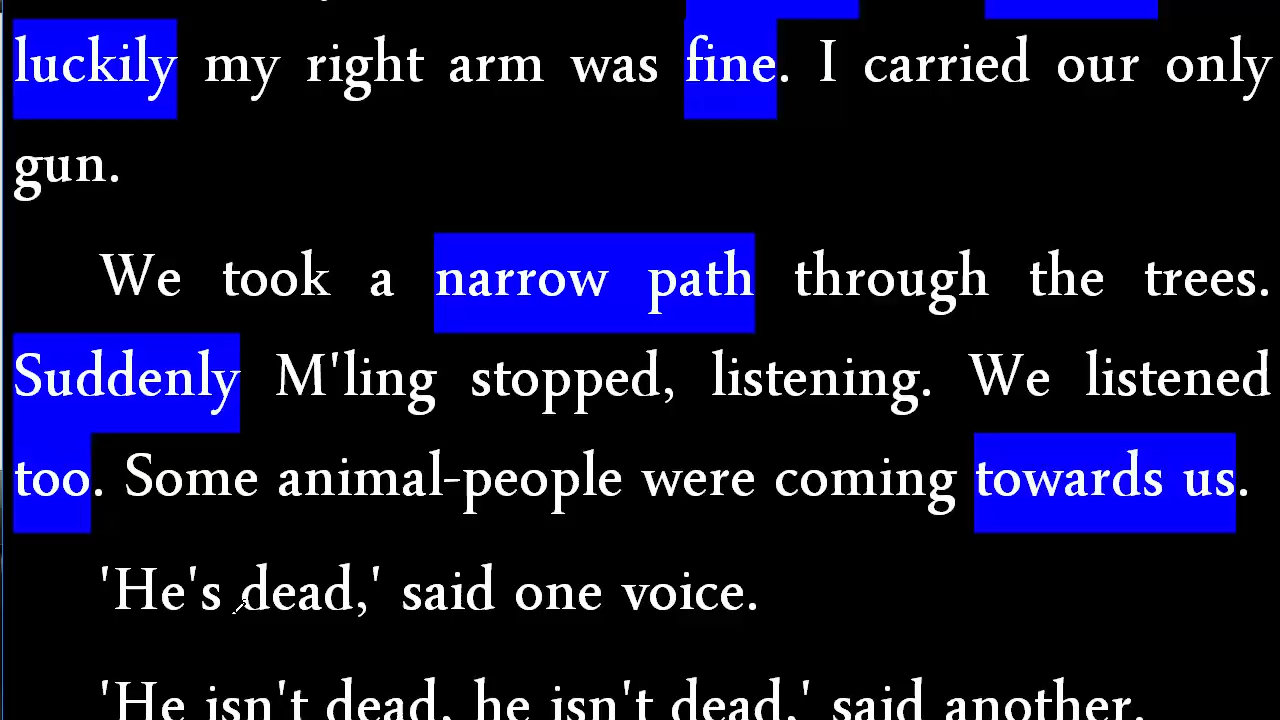 luckily my right arm was fine. I carried our only
gun.
We took a narrow path through the trees.
Suddenly M'ling stopped, listening. We listened
too. Some animal-people were coming towards us.
'He's dead,' said one voice.
'He isn't dead, he isn't dead,' said another.